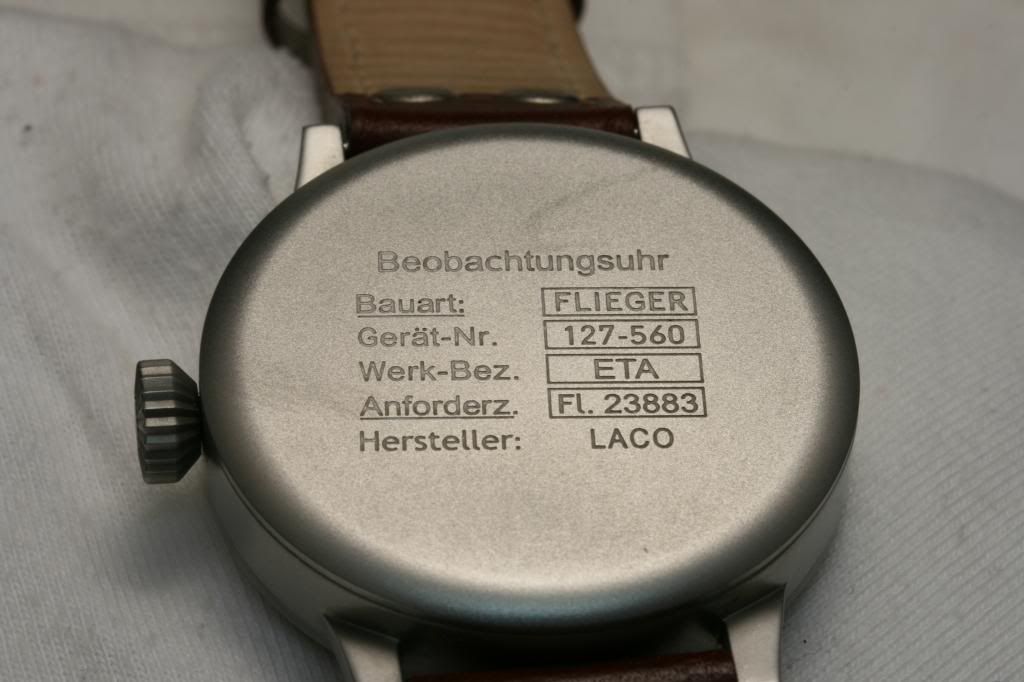 Beobachtungsuhr
Bauart: FLIEGER
Gerät-Nr. 127-560
Werk-Bez. ETA
Anforderz. Fl. 23883
Hersteller: LACO